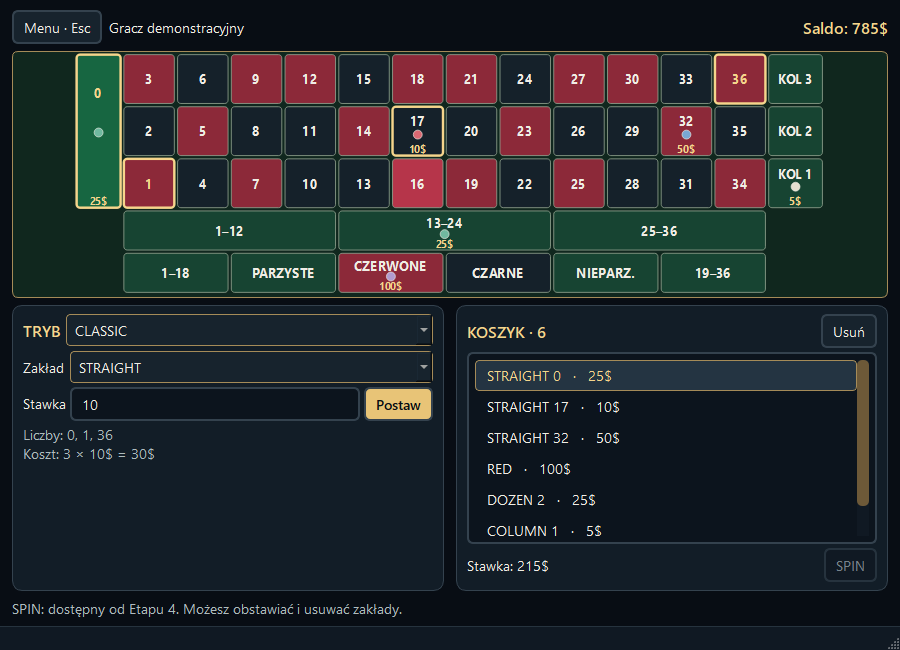 Menu · Esc Gracz demonstracyjny Saldo: 785$
3 6 9 12 15 18 21 24 27 30 33 36 KOL 3
0
2 5 8 11 14 17 20 23 26 29 32 35 KOL 2
10$ 50$
1 4 7 10 13 16 19 22 25 28 31 34 KOL 1
25$ 5$
1–12 13–24 25–36
25$
1–18 PARZYSTE CZERWONE CZARNE NIEPARZ. 19–36
100$
TRYB CLASSIC
Zakład STRAIGHT
Stawka 10 Postaw
Liczby: 0, 1, 36
Koszt: 3 × 10$ = 30$
KOSZYK · 6 Usuń
STRAIGHT 0 · 25$
STRAIGHT 17 · 10$
STRAIGHT 32 · 50$
RED · 100$
DOZEN 2 · 25$
COLUMN 1 · 5$
Stawka: 215$ SPIN
SPIN: dostępny od Etapu 4. Możesz obstawiać i usuwać zakłady.